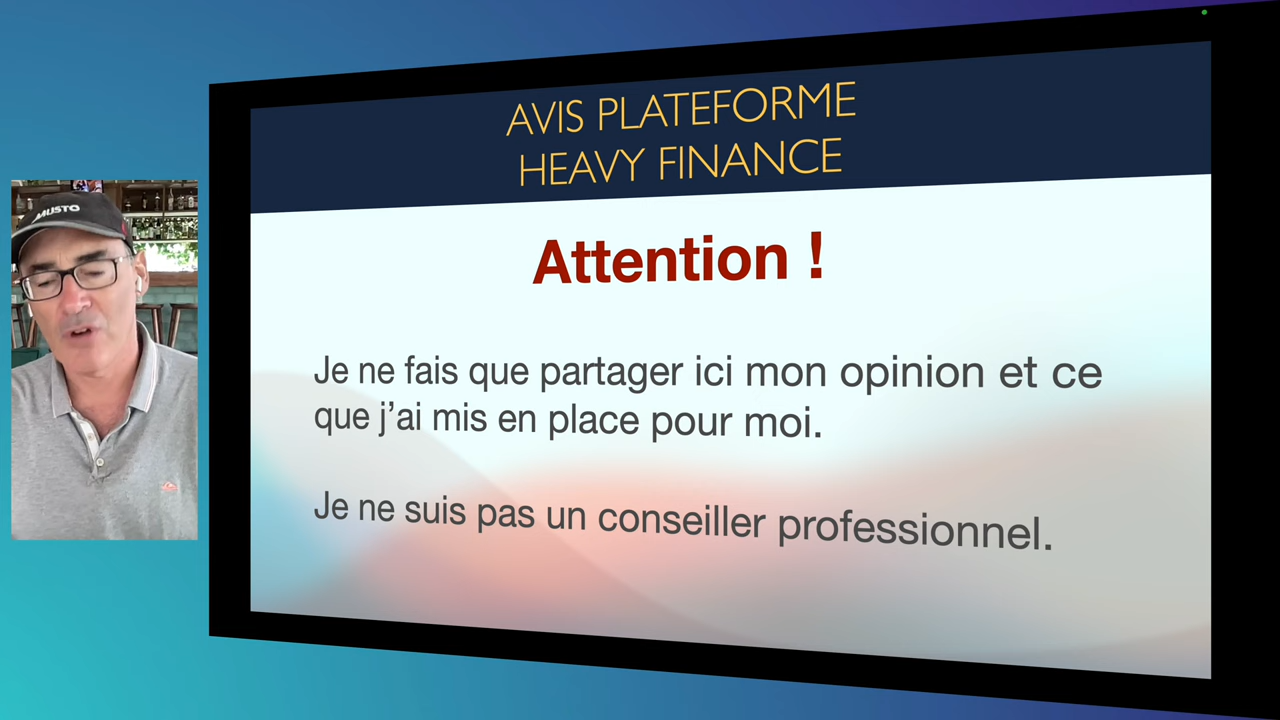 MUSTO
AVIS PLATEFORME
HEAVY FINANCE
Attention !
Je ne fais que partager ici mon opinion et ce
que j’ai mis en place pour moi.
Je ne suis pas un conseiller professionnel.